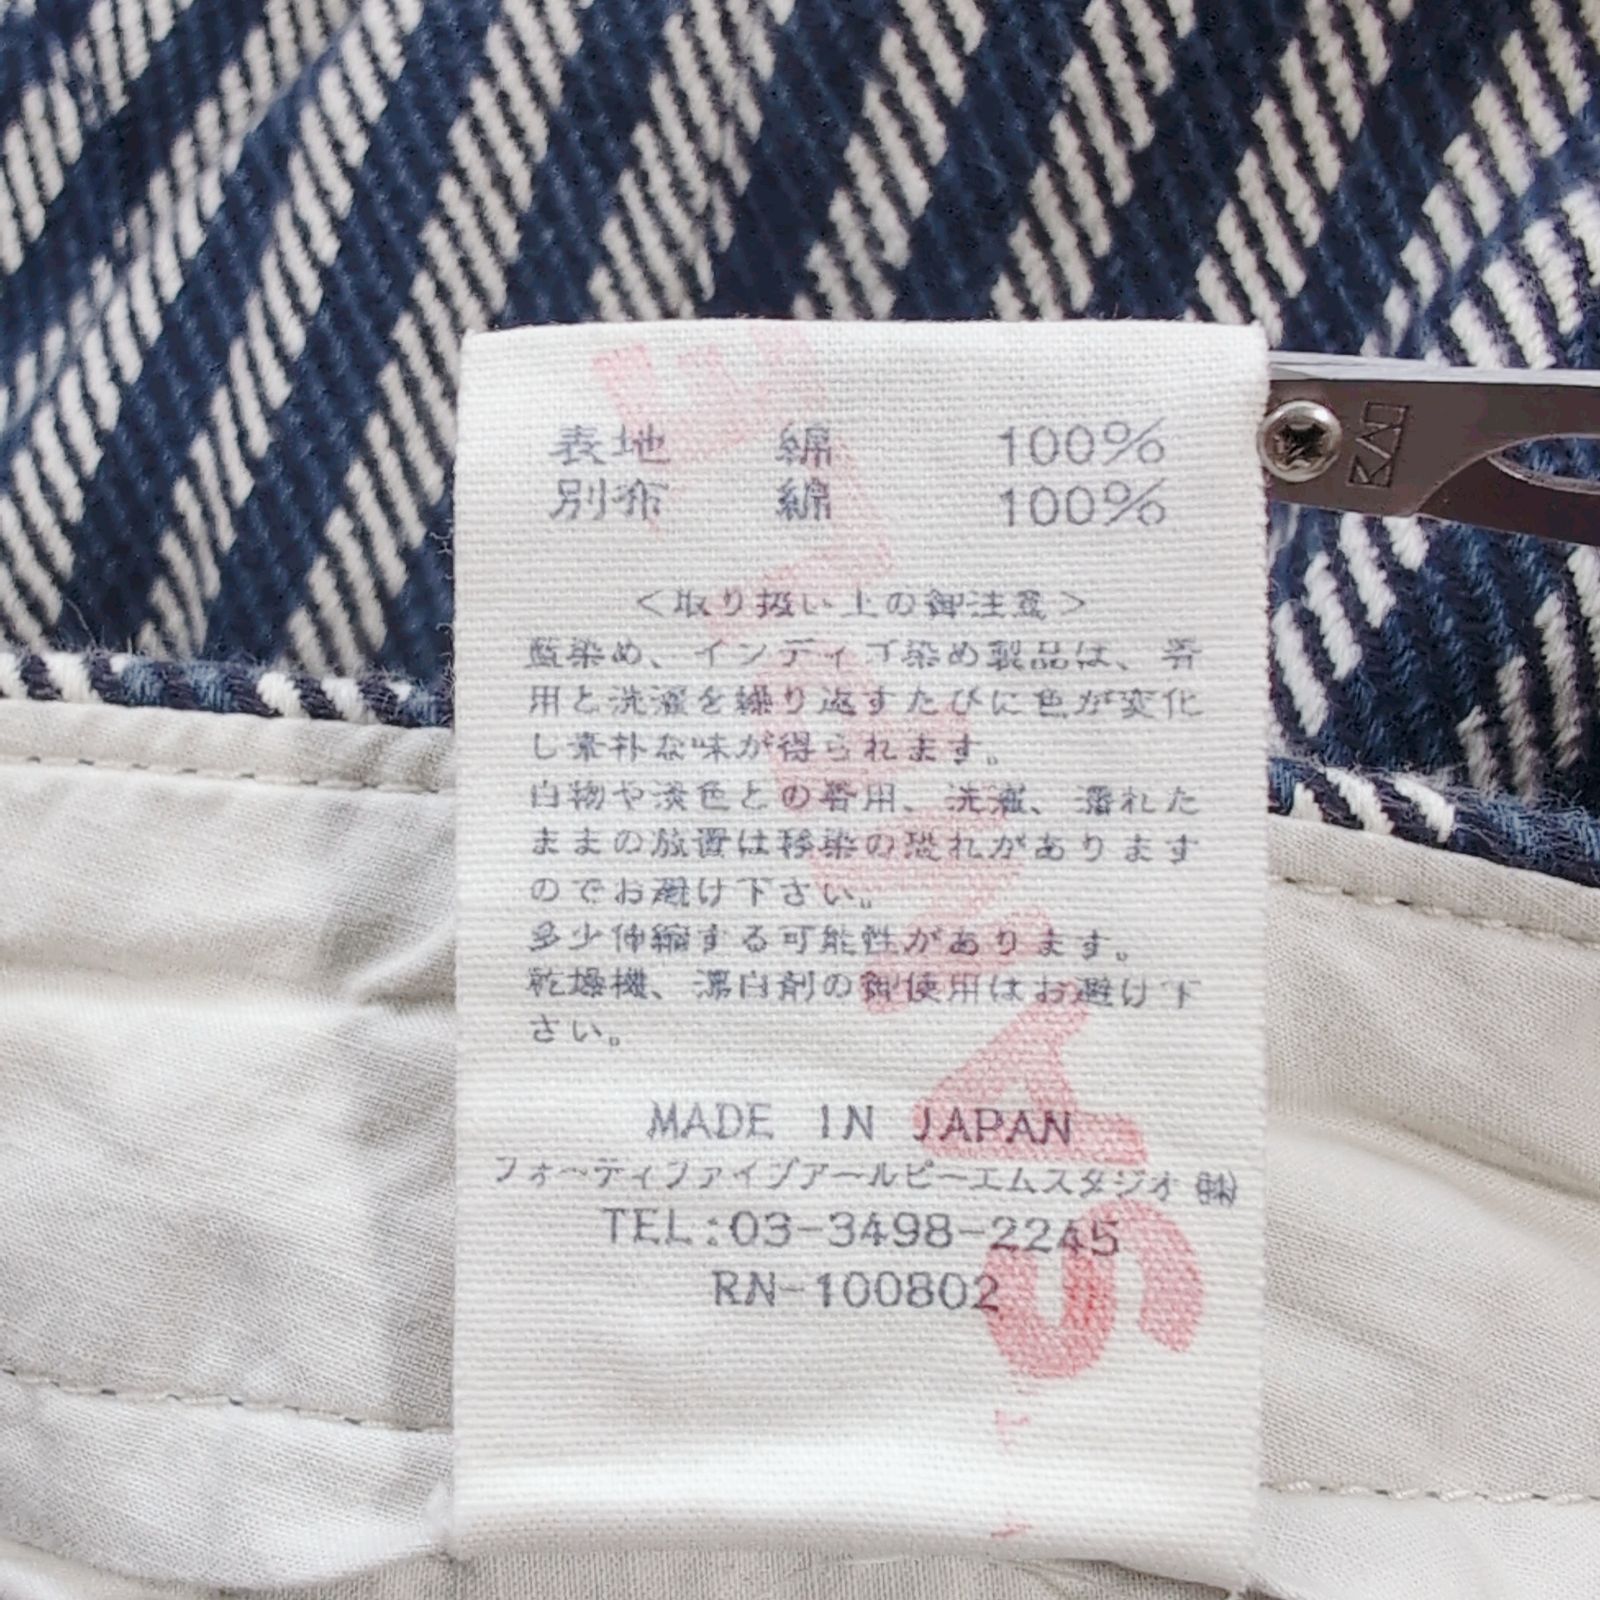 表地 綿 100%
別布 綿 100%
<取り扱い上の御注意>
藍染め、インディゴ染め製品は、着
用と洗濯を繰り返すたびに色が変化
し素朴な味が得られます。
白物や淡色との着用、洗濯、濡れた
ままの放置は移染の恐れがあります
のでお避け下さい。
多少伸縮する可能性があります。
乾燥機、漂白剤の御使用はお避け下
さい。
MADE IN JAPAN
フォーティファイブアールピーエムスタジオ㈱
TEL:03-3498-2245
RN-100802
KAI